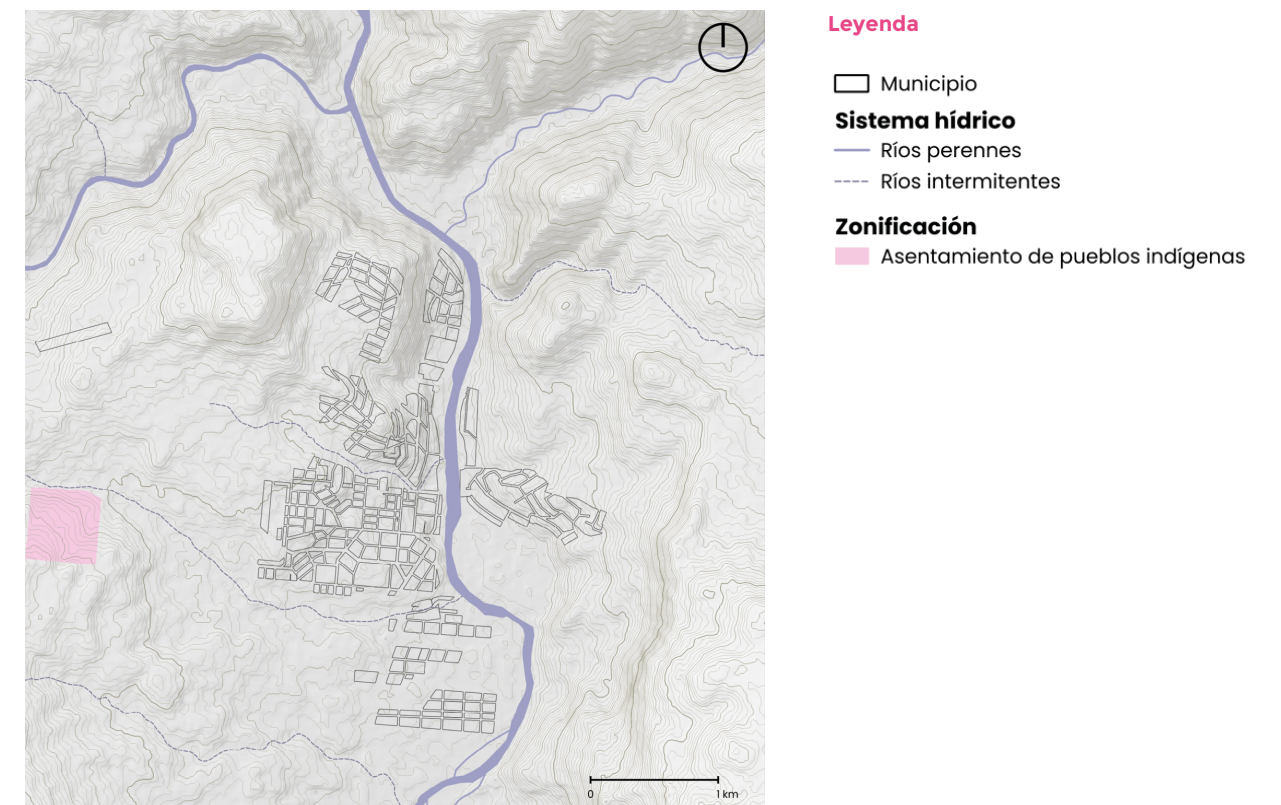 Leyenda
Municipio
Sistema hídrico
Ríos perennes
Ríos intermitentes
Zonificación
Asentamiento de pueblos indígenas
0 1 km